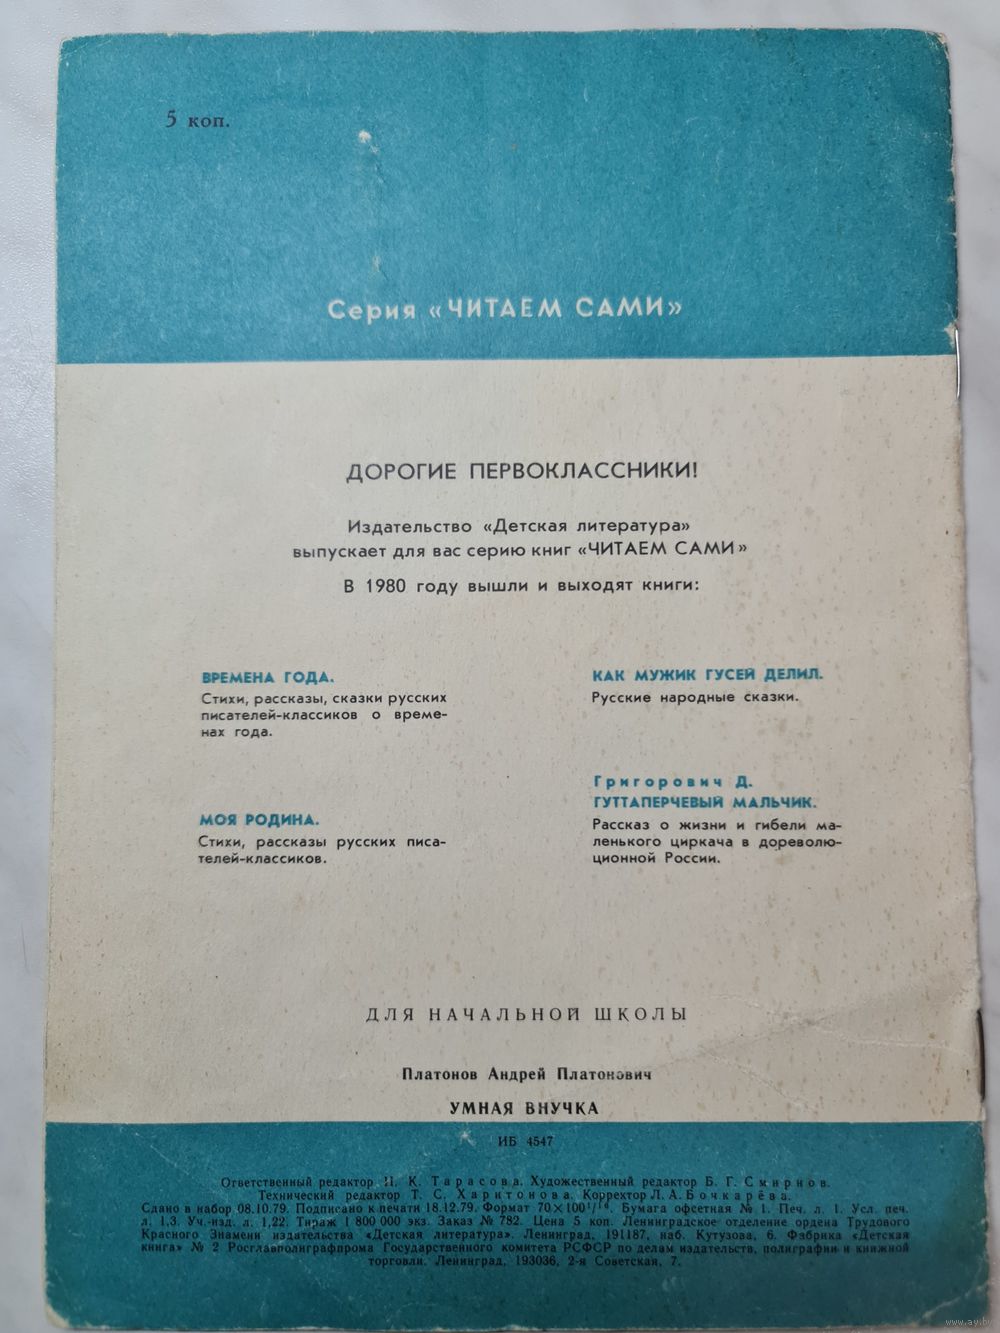 5 коп.
Серия «ЧИТАЕМ САМИ»
ДОРОГИЕ ПЕРВОКЛАССНИКИ!
Издательство «Детская литература»
выпускает для вас серию книг «ЧИТАЕМ САМИ»
В 1980 году вышли и выходят книги:
ВРЕМЕНА ГОДА.
Стихи, рассказы, сказки русских
писателей-классиков о време-
нах года.
МОЯ РОДИНА.
Стихи, рассказы русских писа-
телей-классиков.
КАК МУЖИК ГУСЕЙ ДЕЛИЛ.
Русские народные сказки.
Григорович Д.
ГУТТАПЕРЧЕВЫЙ МАЛЬЧИК.
Рассказ о жизни и гибели ма-
ленького циркача в дореволю-
ционной России.
ДЛЯ НАЧАЛЬНОЙ ШКОЛЫ
Платонов Андрей Платонович
УМНАЯ ВНУЧКА
ИБ 4547
Ответственный редактор Н. К. Тарасова. Художественный редактор Б. Г. Смирнов.
Технический редактор Т. С. Харитонова. Корректор Л. А. Бочкарёва.
Сдано в набор 08.10.79. Подписано к печати 18.12.79. Формат 70×100¹/₁₆. Бумага офсетная № 1. Печ. л. 1. Усл. печ.
л. 1,3. Уч.-изд. л. 1,22. Тираж 1 800 000 экз. Заказ № 782. Цена 5 коп. Ленинградское отделение ордена Трудового
Красного Знамени издательства «Детская литература». Ленинград, 191187, наб. Кутузова, 6. Фабрика «Детская
книга» № 2 Росглавполиграфпрома Государственного комитета РСФСР по делам издательств, полиграфии и книжной
торговли. Ленинград, 193036, 2-я Советская, 7.
www.ay.by